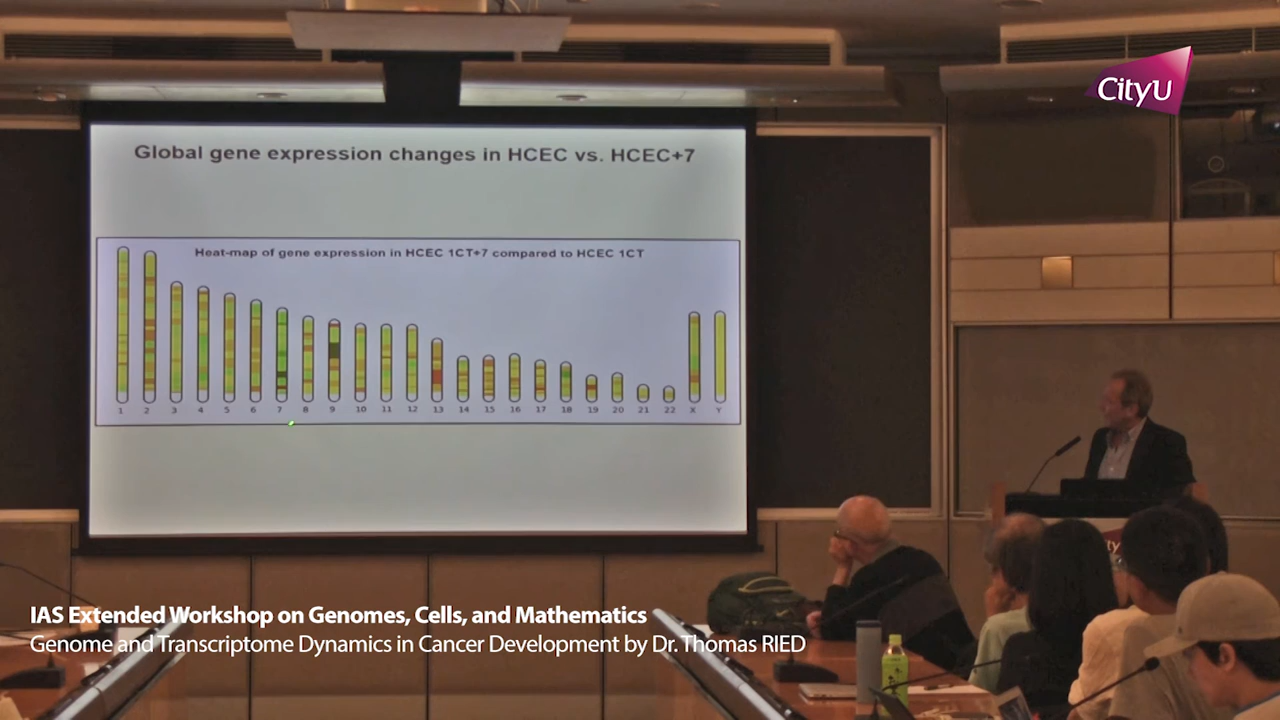 CityU
Global gene expression changes in HCEC vs. HCEC+7
Heat-map of gene expression in HCEC 1CT+7 compared to HCEC 1CT
1 2 3 4 5 6 7 8 9 10 11 12 13 14 15 16 17 18 19 20 21 22 X Y
ty
IAS Extended Workshop on Genomes, Cells, and Mathematics
Genome and Transcriptome Dynamics in Cancer Development by Dr. Thomas RIED